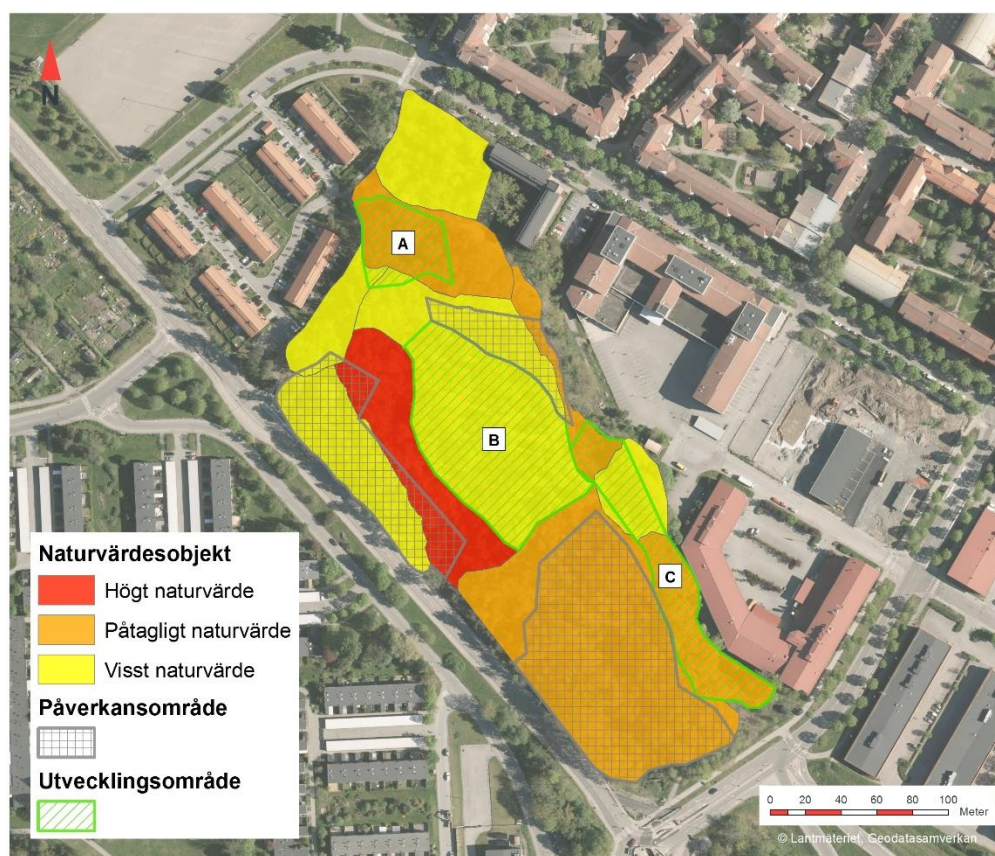 N
A
B
C
Naturvärdesobjekt
Högt naturvärde
Påtagligt naturvärde
Visst naturvärde
Påverkansområde
Utvecklingsområde
0 20 40 60 80 100
Meter
© Lantmäteriet, Geodatasamverkan